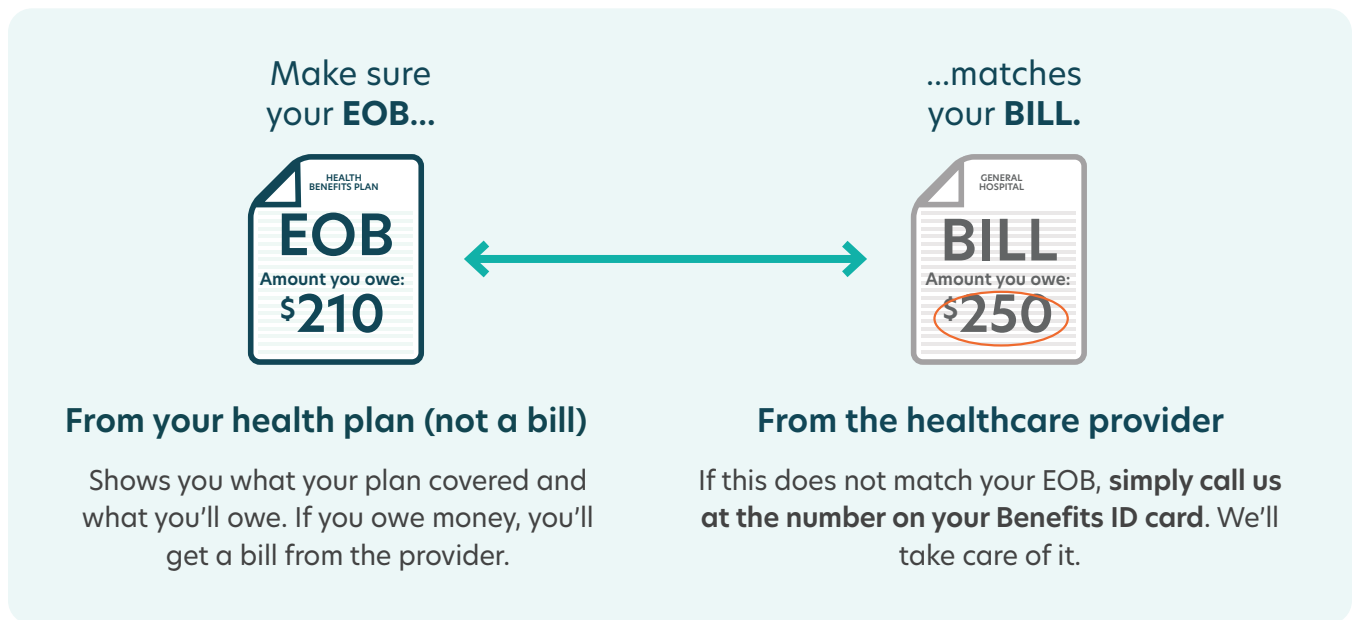 Make sure
your EOB...
HEALTH
BENEFITS PLAN
EOB
Amount you owe:
$210
From your health plan (not a bill)
Shows you what your plan covered and
what you'll owe. If you owe money, you'll
get a bill from the provider.
...matches
your BILL.
GENERAL
HOSPITAL
BILL
Amount you owe:
$250
From the healthcare provider
If this does not match your EOB, simply call us
at the number on your Benefits ID card. We'll
take care of it.